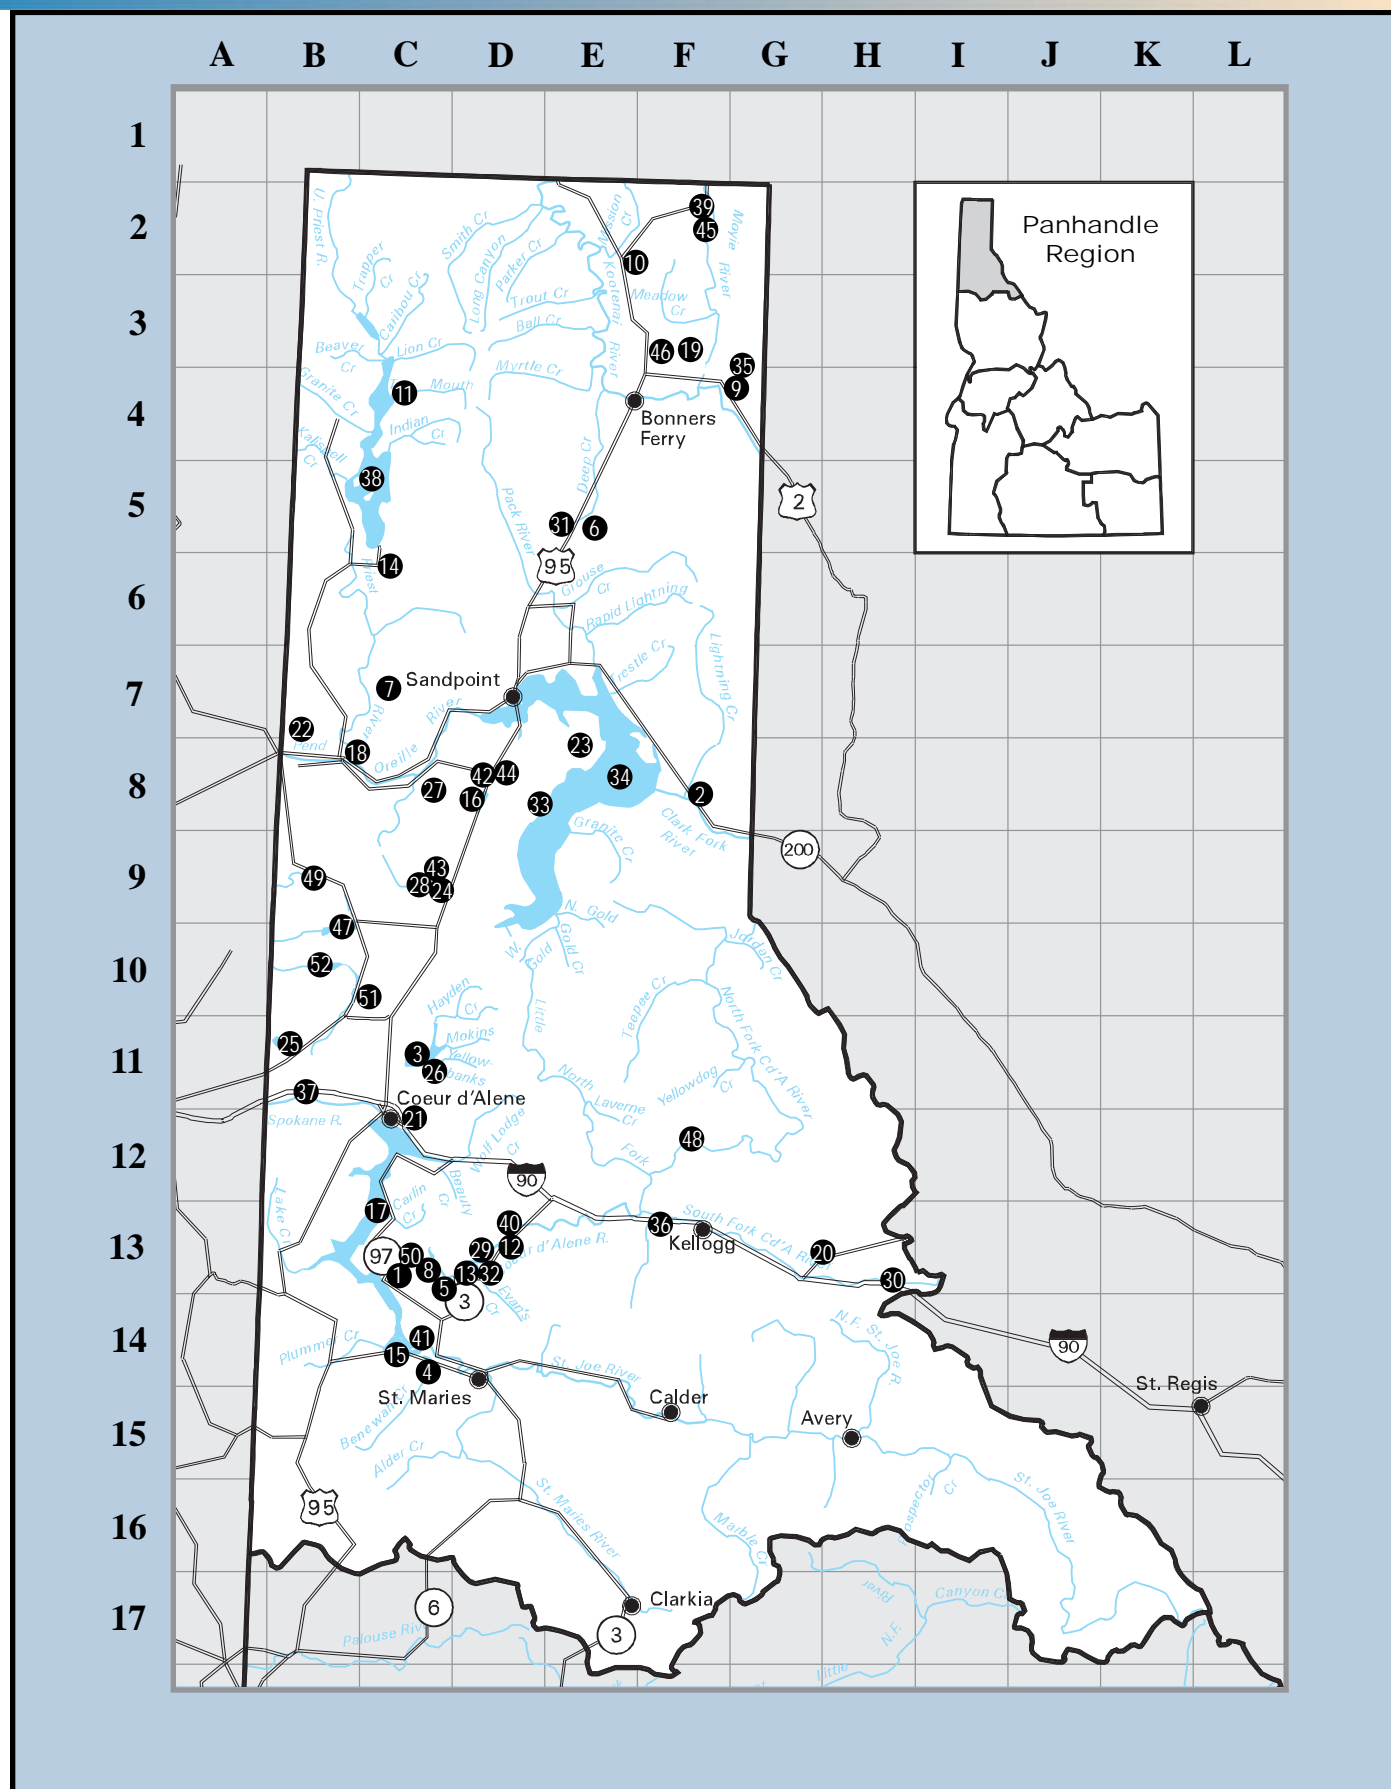 A B C D E F G H I J K L
1
2
3
4
5
6
7
8
9
10
11
12
13
14
15
16
17
Panhandle
Region
U. Priest R.
Trapper
Cr
Caribou Cr
Smith Cr
Long Canyon
Parker Cr
Trout Cr
Ball Cr
Mission
Cr
Kootenai
River
Moyie
River
Meadow
Cr
39
45
10
46
19
35
9
Beaver
Cr
Lion Cr
Granite Cr
Mouth
11
Myrtle Cr
Indian
Cr
Kalispell
Cr
Bonners
Ferry
38
Deep Cr
Pack River
31
6
2
95
14
Priest
River
Grouse
Cr
Rapid Lightning
Trestle Cr
Lightning Cr
7
Sandpoint
22
18
Pend
Oreille
River
23
42
44
34
27
16
33
2
Clark Fork
River
Granite Cr
200
49
43
28
24
47
N. Gold
W.
Gold
Gold Cr
Jordan Cr
52
51
Hayden
Cr
Mokins
Yellow-
banks
Little
North
Fork
Teepee Cr
North Fork Cd'A River
25
3
26
Yellowdog
Cr
Laverne
Cr
37
Coeur d'Alene
21
Spokane R.
Wolf Lodge
Cr
48
90
Beauty
Cr
Carlin
Cr
Lake Cr
17
40
36
South Fork Cd'A River
Kellogg
97
50
29
12
20
1
8
13
32
5
3
30
Evan's
Cr
Plummer Cr
41
15
4
St. Maries
St. Joe River
N.F. St. Joe R.
90
St. Regis
Calder
Avery
Benewah Cr
Alder Cr
St. Maries River
Marble Cr
Cr
St. Joe River
95
6
Clarkia
3
Palouse
River
N.F.
Little
Canyon